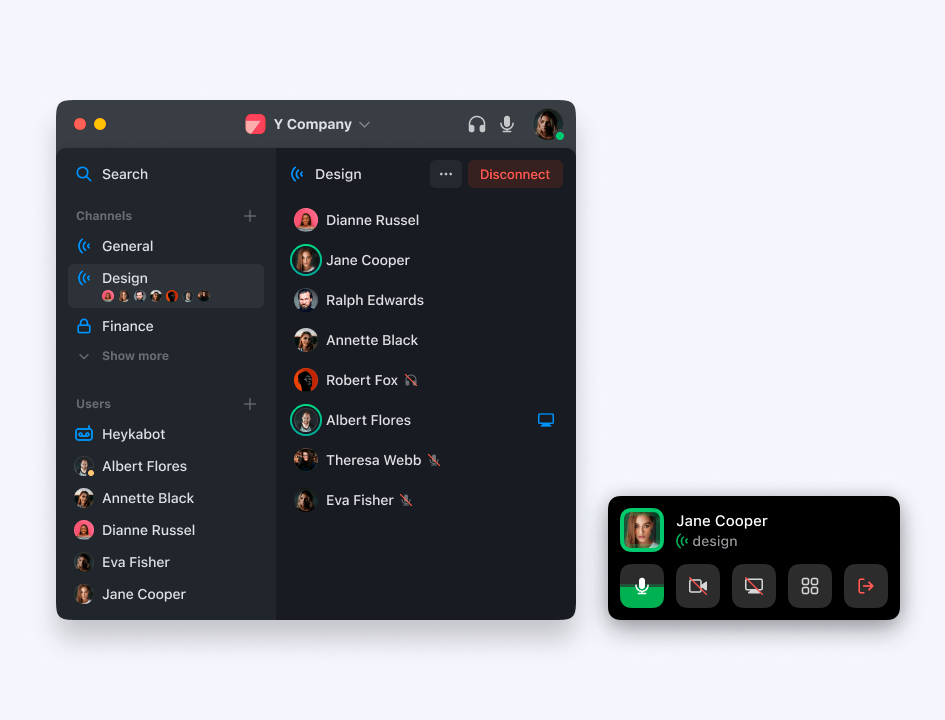 Y Company
Search
Channels
General
Design
Finance
Show more
Users
Heykabot
Albert Flores
Annette Black
Dianne Russel
Eva Fisher
Jane Cooper
Design
Disconnect
Dianne Russel
Jane Cooper
Ralph Edwards
Annette Black
Robert Fox
Albert Flores
Theresa Webb
Eva Fisher
Jane Cooper
design